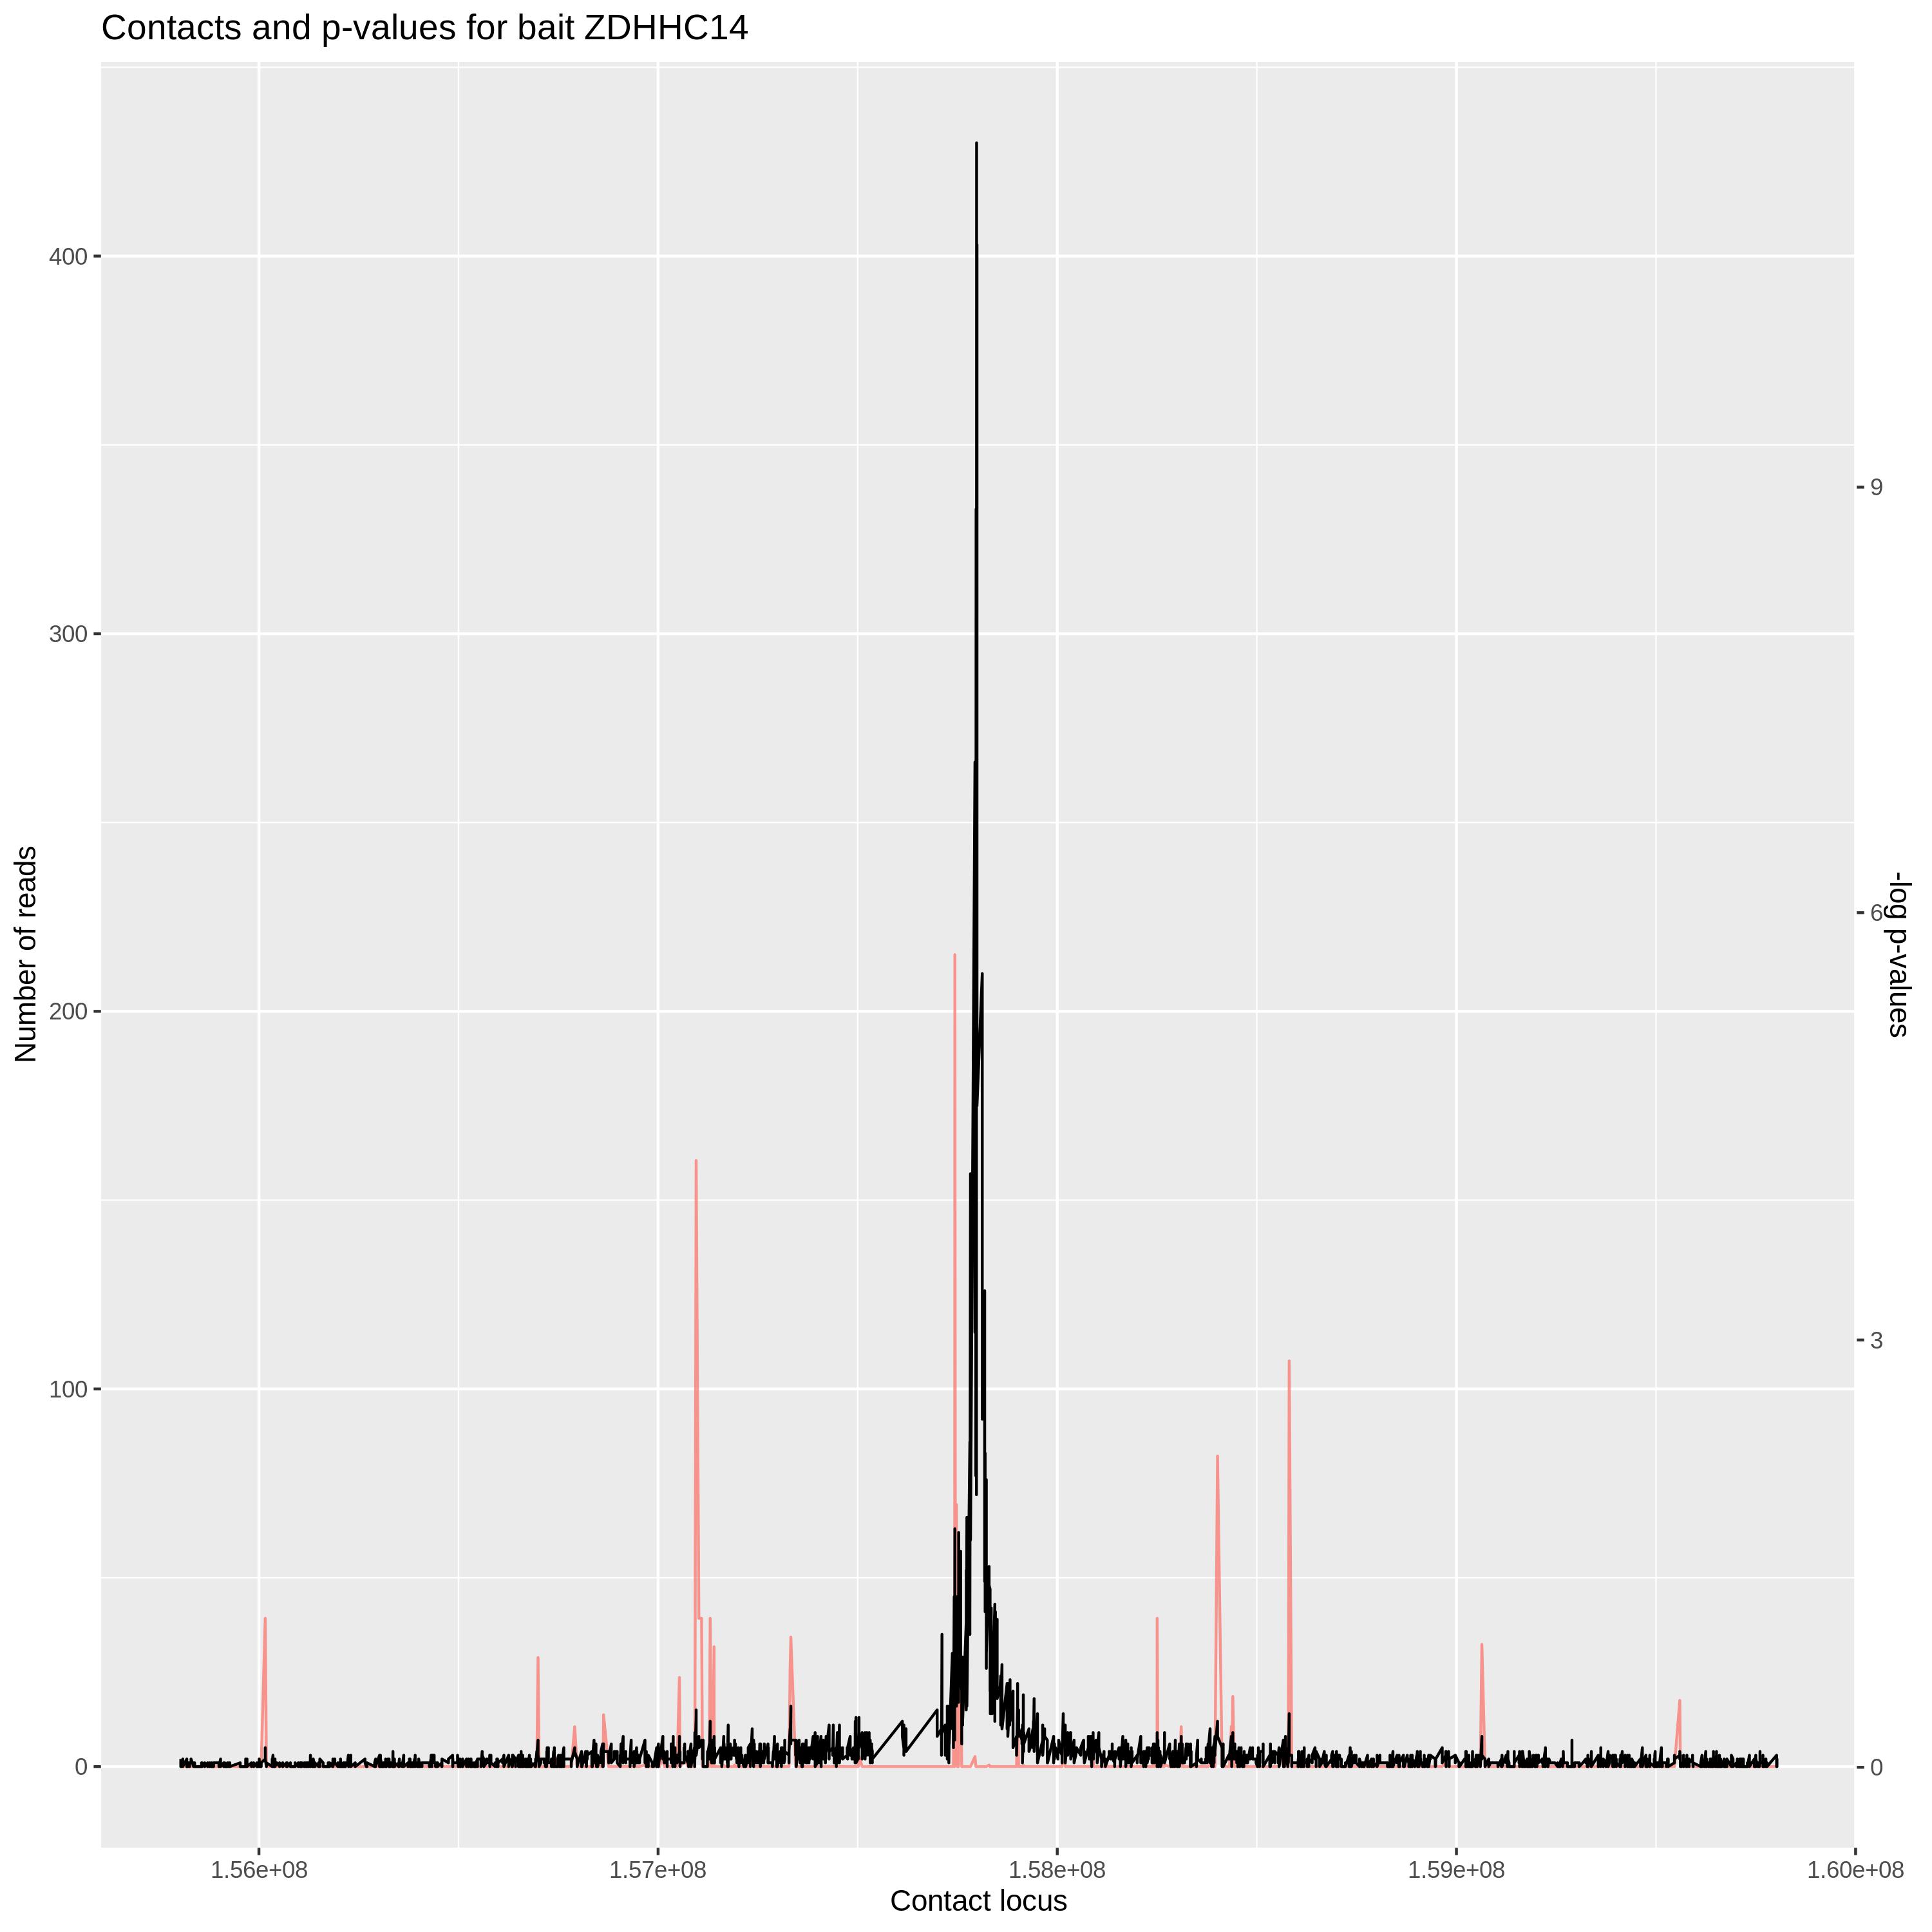 Contacts and p-values for bait ZDHHC14
400
300
200
100
0
Number of reads
9
6
3
0
-log p-values
1.56e+08
1.57e+08
1.58e+08
1.59e+08
1.60e+08
Contact locus